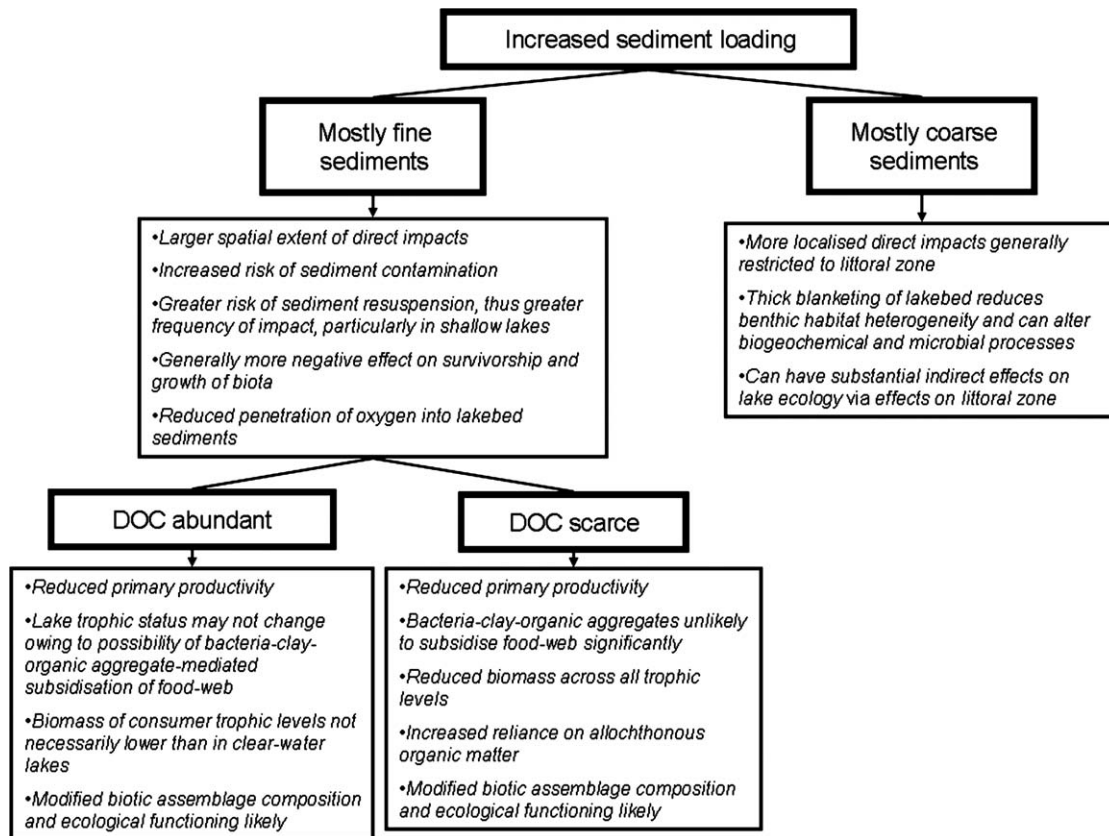 Increased sediment loading
Mostly fine
sediments
Mostly coarse
sediments
•Larger spatial extent of direct impacts
•Increased risk of sediment contamination
•Greater risk of sediment resuspension, thus greater
frequency of impact, particularly in shallow lakes
•Generally more negative effect on survivorship and
growth of biota
•Reduced penetration of oxygen into lakebed
sediments
•More localised direct impacts generally
restricted to littoral zone
•Thick blanketing of lakebed reduces
benthic habitat heterogeneity and can alter
biogeochemical and microbial processes
•Can have substantial indirect effects on
lake ecology via effects on littoral zone
DOC abundant
DOC scarce
•Reduced primary productivity
•Lake trophic status may not change
owing to possibility of bacteria-clay-
organic aggregate-mediated
subsidisation of food-web
•Biomass of consumer trophic levels not
necessarily lower than in clear-water
lakes
•Modified biotic assemblage composition
and ecological functioning likely
•Reduced primary productivity
•Bacteria-clay-organic aggregates unlikely
to subsidise food-web significantly
•Reduced biomass across all trophic
levels
•Increased reliance on allochthonous
organic matter
•Modified biotic assemblage composition
and ecological functioning likely